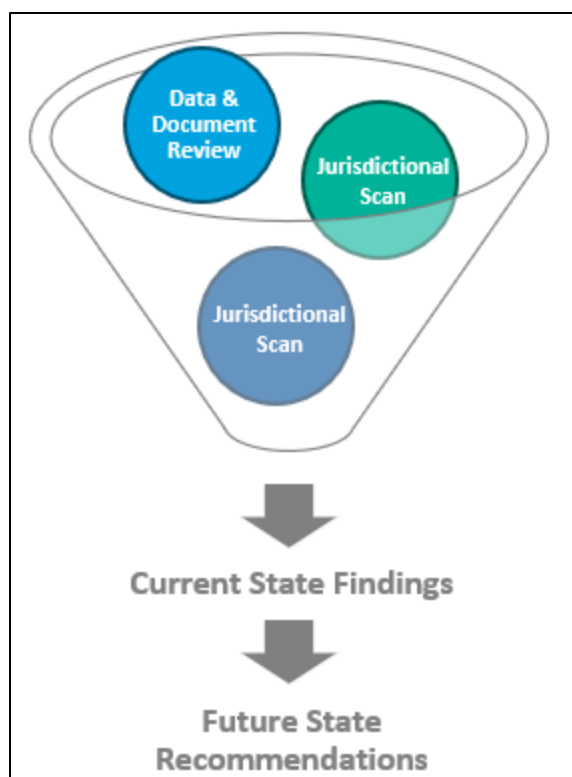 Data &
Document
Review
Jurisdictional
Scan
Jurisdictional
Scan
Current State Findings
Future State
Recommendations